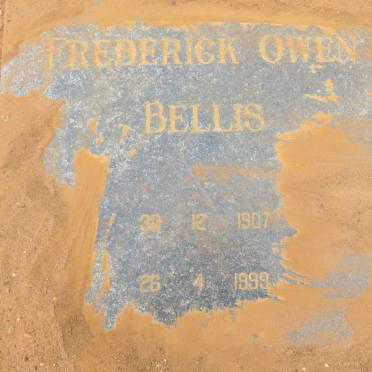 FREDERICK OWEN
BELLIS
30 12 1907
26 4 1999